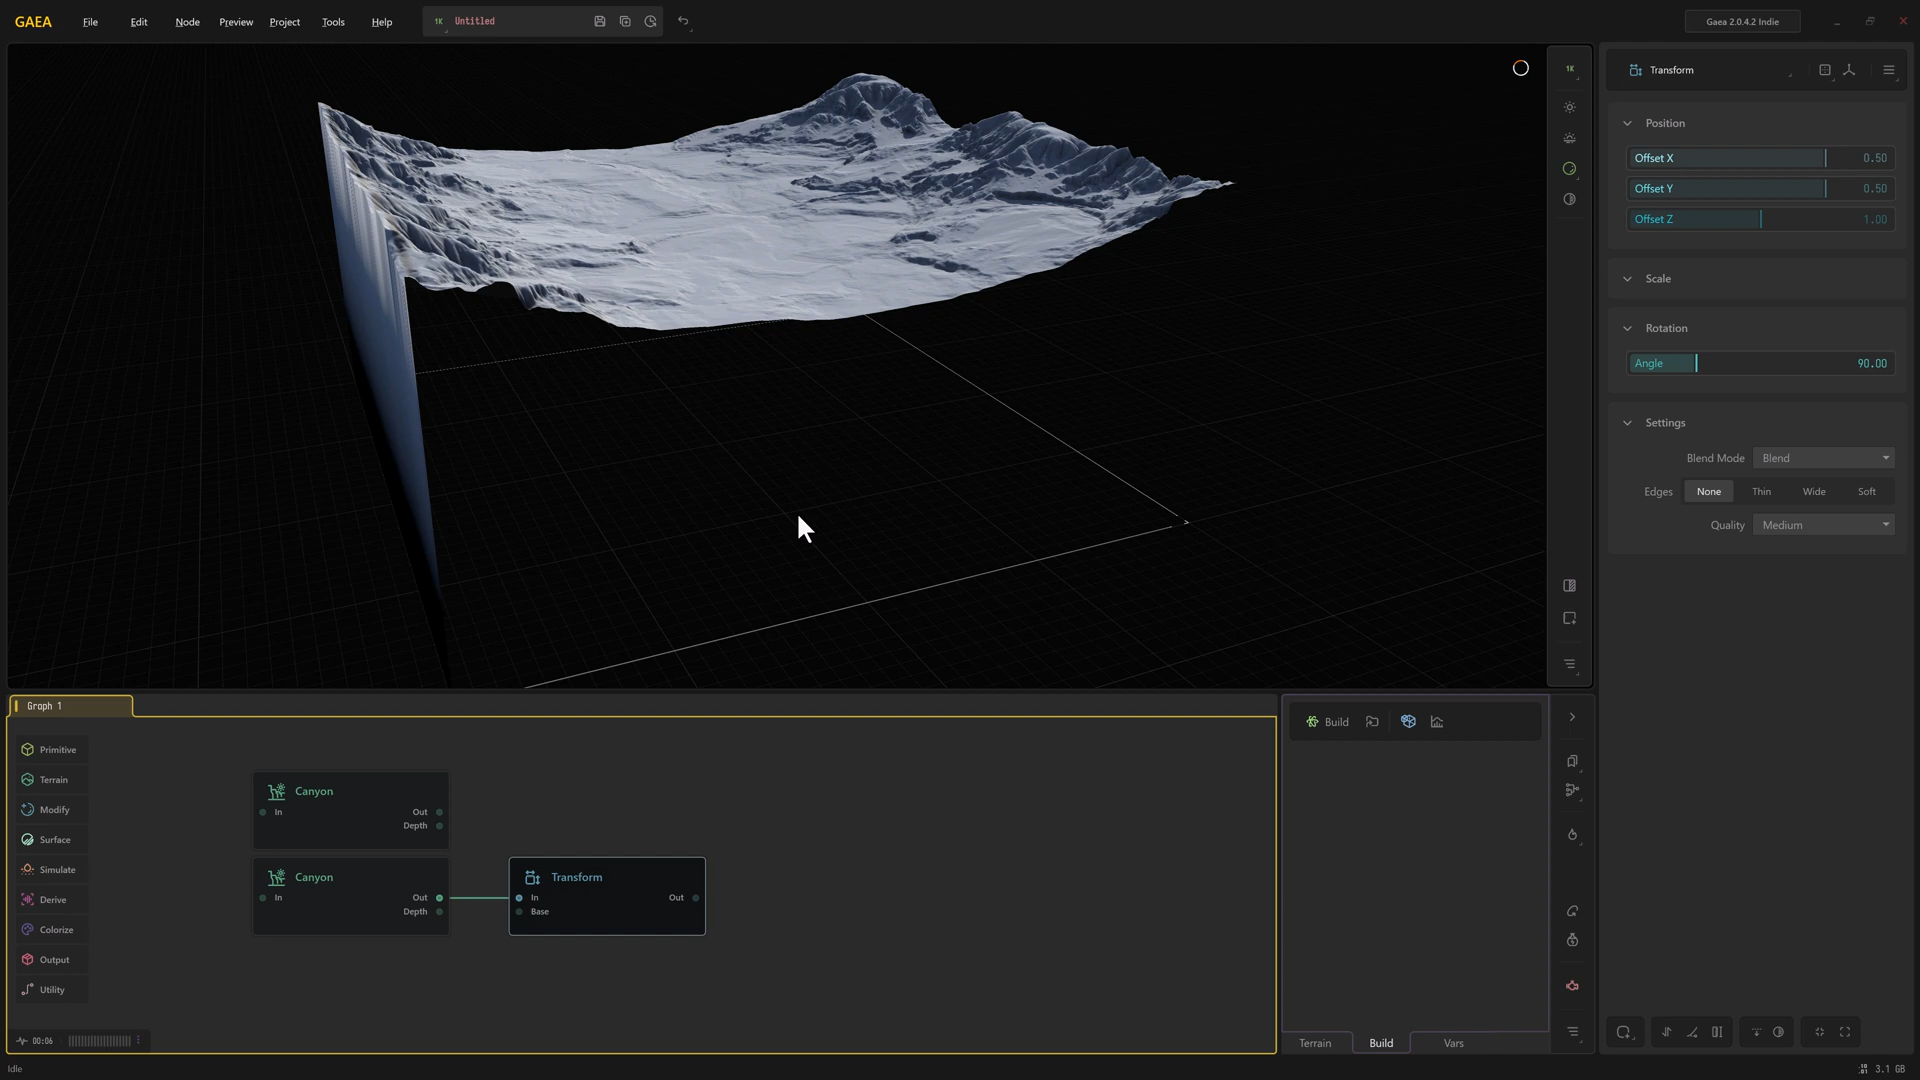 GAEA File Edit Node Preview Project Tools Help 1K Untitled Gaea 2.0.4.2 Indie
1K
Transform
Position
Offset X 0.50
Offset Y 0.50
Offset Z 1.00
Scale
Rotation
Angle 90.00
Settings
Blend Mode Blend
Edges None Thin Wide Soft
Quality Medium
Graph 1
Primitive
Terrain
Modify
Surface
Simulate
Derive
Colorize
Output
Utility
Canyon
In Out
Depth
Canyon
In Out
Depth
Transform
In Out
Base
00:06
Build
Terrain Build Vars
Idle
3.1 GB